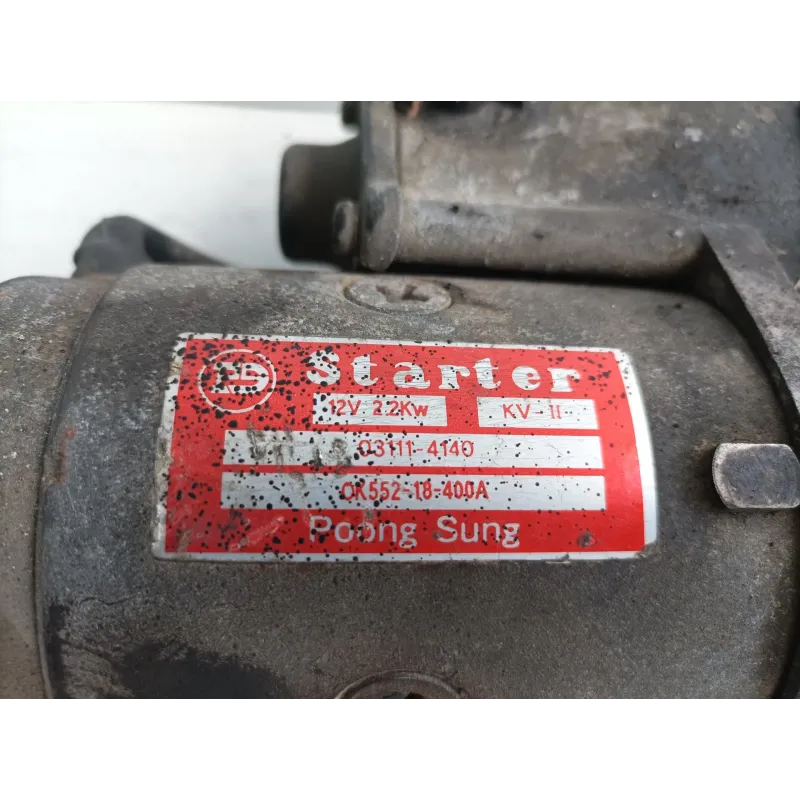 Starter
12V 2.2Kw KV-II
03111-4140
OK552-18-400A
Poong Sung